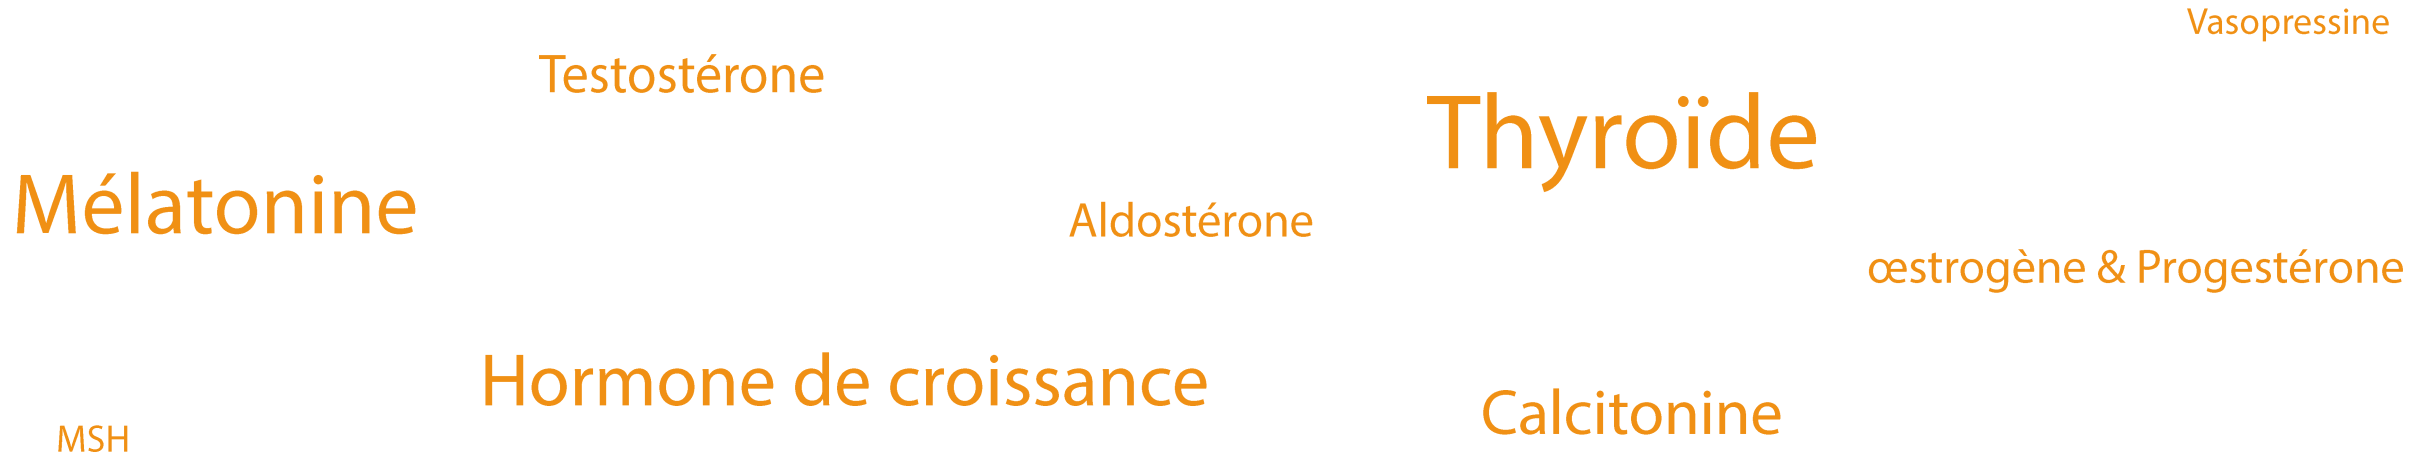 Vasopressine
Testostérone
Thyroïde
Mélatonine
Aldostérone
œstrogène & Progestérone
Hormone de croissance
Calcitonine
MSH